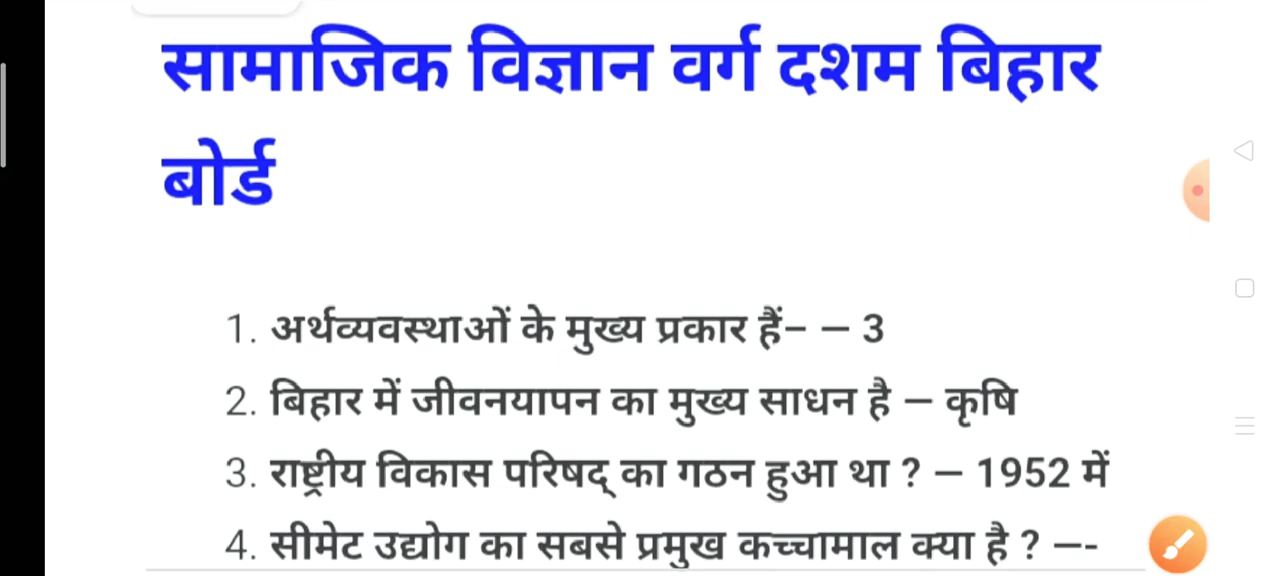 सामाजिक विज्ञान वर्ग दशम बिहार
बोर्ड
1. अर्थव्यवस्थाओं के मुख्य प्रकार हैं– – 3
2. बिहार में जीवनयापन का मुख्य साधन है – कृषि
3. राष्ट्रीय विकास परिषद् का गठन हुआ था ? – 1952 में
4. सीमेट उद्योग का सबसे प्रमुख कच्चामाल क्या है ? –-